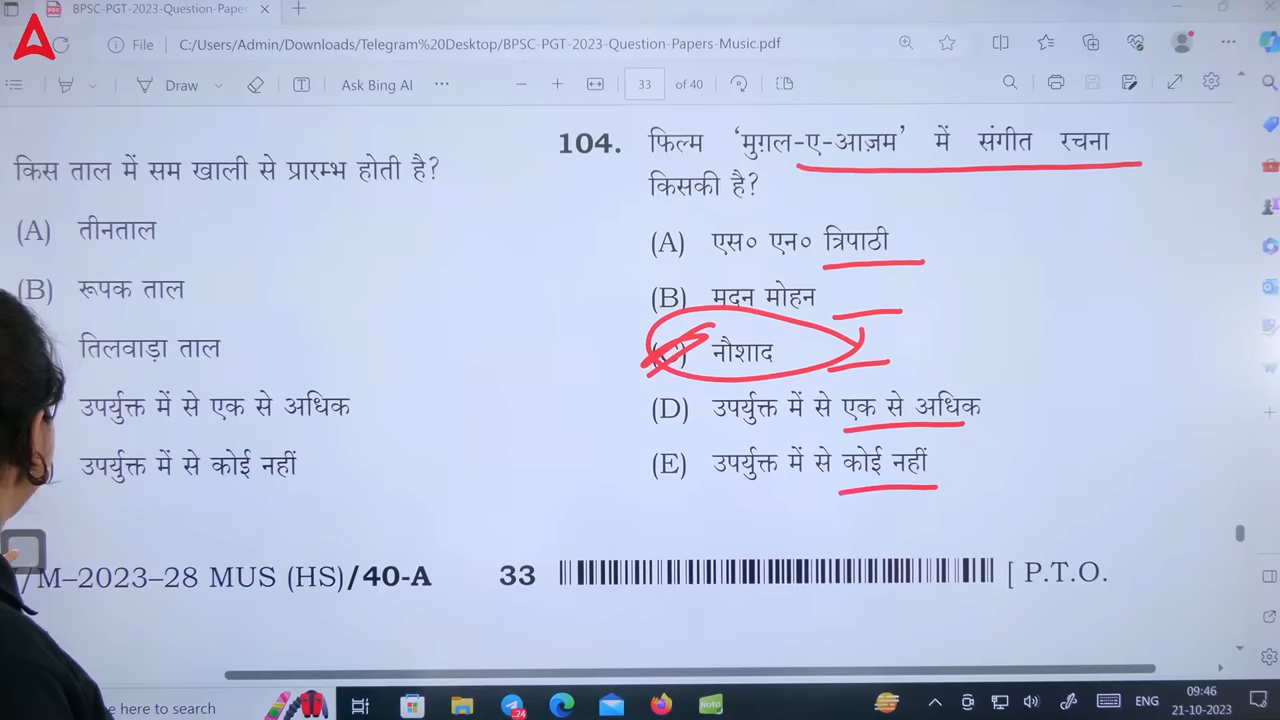 BPSC-PGT-2023-Question-Paper
File
C:/Users/Admin/Downloads/Telegram%20Desktop/BPSC-PGT-2023-Question-Papers-Music.pdf
Draw
Ask Bing AI
33
of 40
किस ताल में सम खाली से प्रारम्भ होती है?
(A) तीनताल
(B) रूपक ताल
तिलवाड़ा ताल
उपर्युक्त में से एक से अधिक
उपर्युक्त में से कोई नहीं
104. फिल्म ‘मुग़ल-ए-आज़म’ में संगीत रचना
किसकी है?
(A) एस० एन० त्रिपाठी
(B) मदन मोहन
(C) नौशाद
(D) उपर्युक्त में से एक से अधिक
(E) उपर्युक्त में से कोई नहीं
/M–2023–28 MUS (HS)/40-A
33
[ P.T.O.
e here to search
24
Note
ENG
09:46
21-10-2023